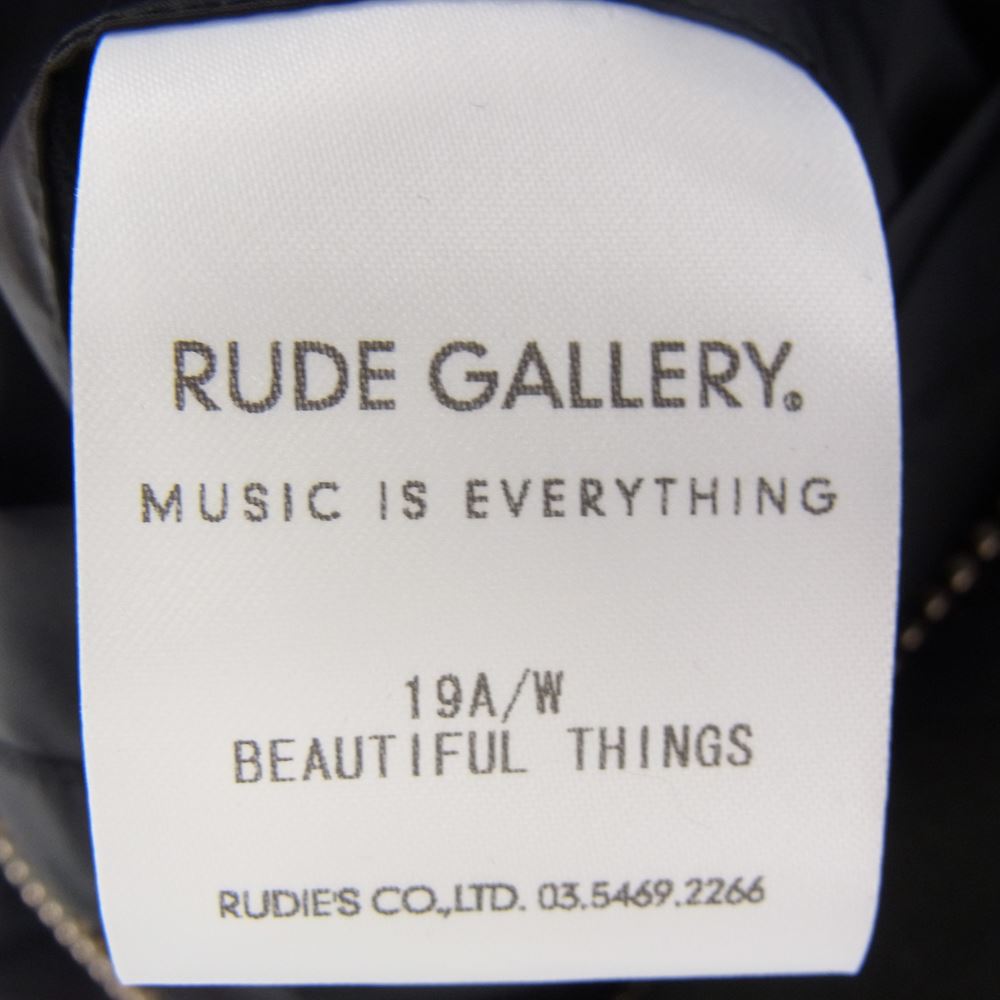 RUDE GALLERY.®
MUSIC IS EVERYTHING
19A/W
BEAUTIFUL THINGS
RUDIE'S CO.,LTD. 03.5469.2266